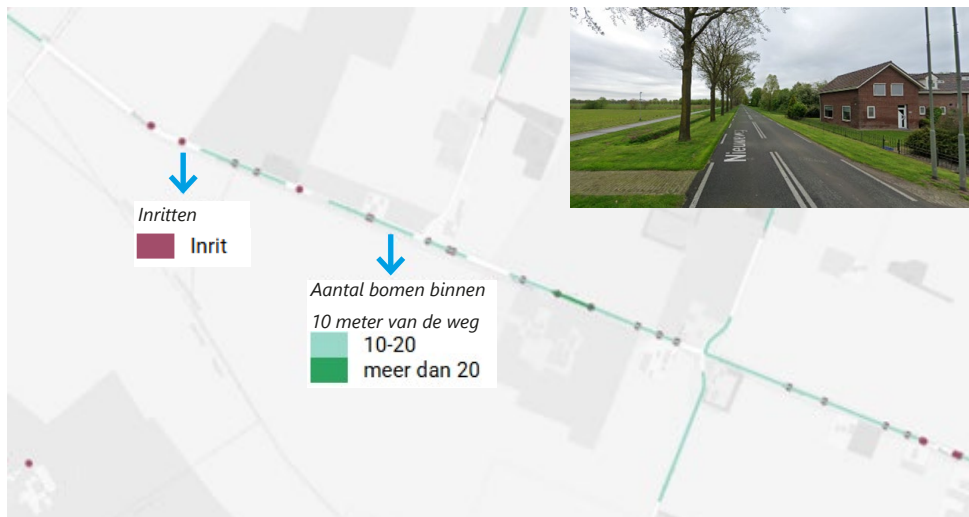 Inritten
Inrit
Aantal bomen binnen
10 meter van de weg
10-20
meer dan 20